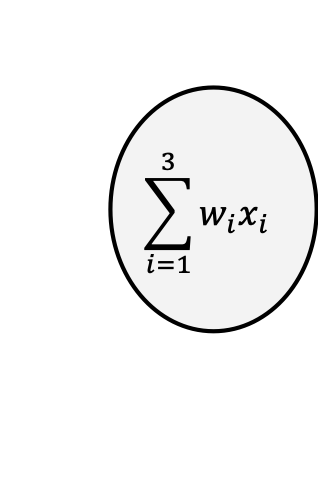 3
∑ wᵢxᵢ
i=1